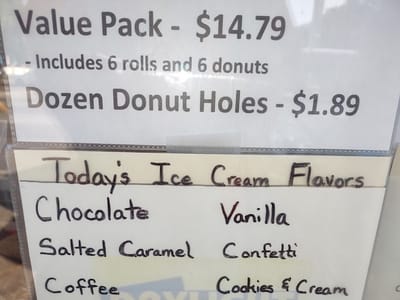 Value Pack - $14.79
- Includes 6 rolls and 6 donuts
Dozen Donut Holes - $1.89
Today's Ice Cream Flavors
Chocolate Vanilla
Salted Caramel Confetti
Coffee Cookies & Cream